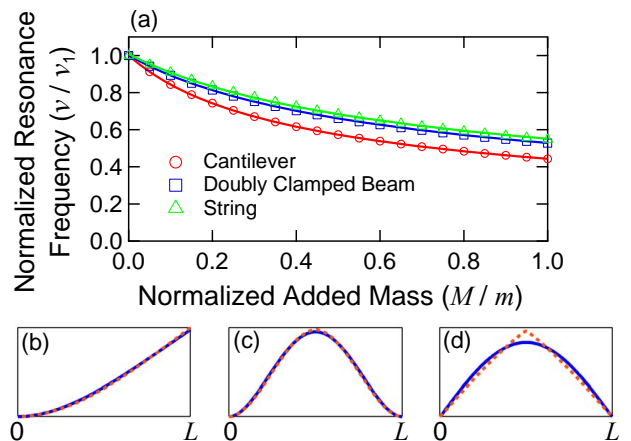 (a)
Normalized Resonance
Frequency (ν / ν₁)
1.0
0.8
0.6
0.4
0.2
0.0
Cantilever
Doubly Clamped Beam
String
0.0 0.2 0.4 0.6 0.8 1.0
Normalized Added Mass (M / m)
(b) (c) (d)
0 L 0 L 0 L